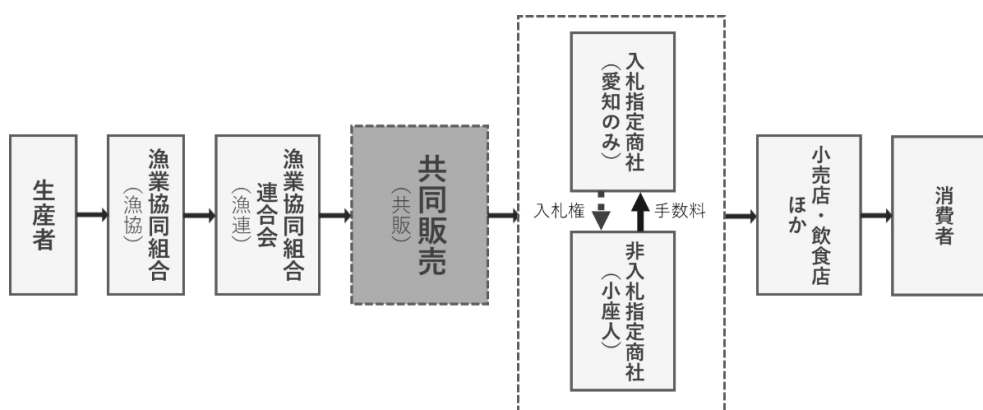 生産者
漁業協同組合
（漁協）
漁業協同組合
連合会
（漁連）
共同販売
（共販）
入札指定商社
（愛知のみ）
入札権
手数料
非入札指定商社
（小座人）
小売店・飲食店
ほか
消費者